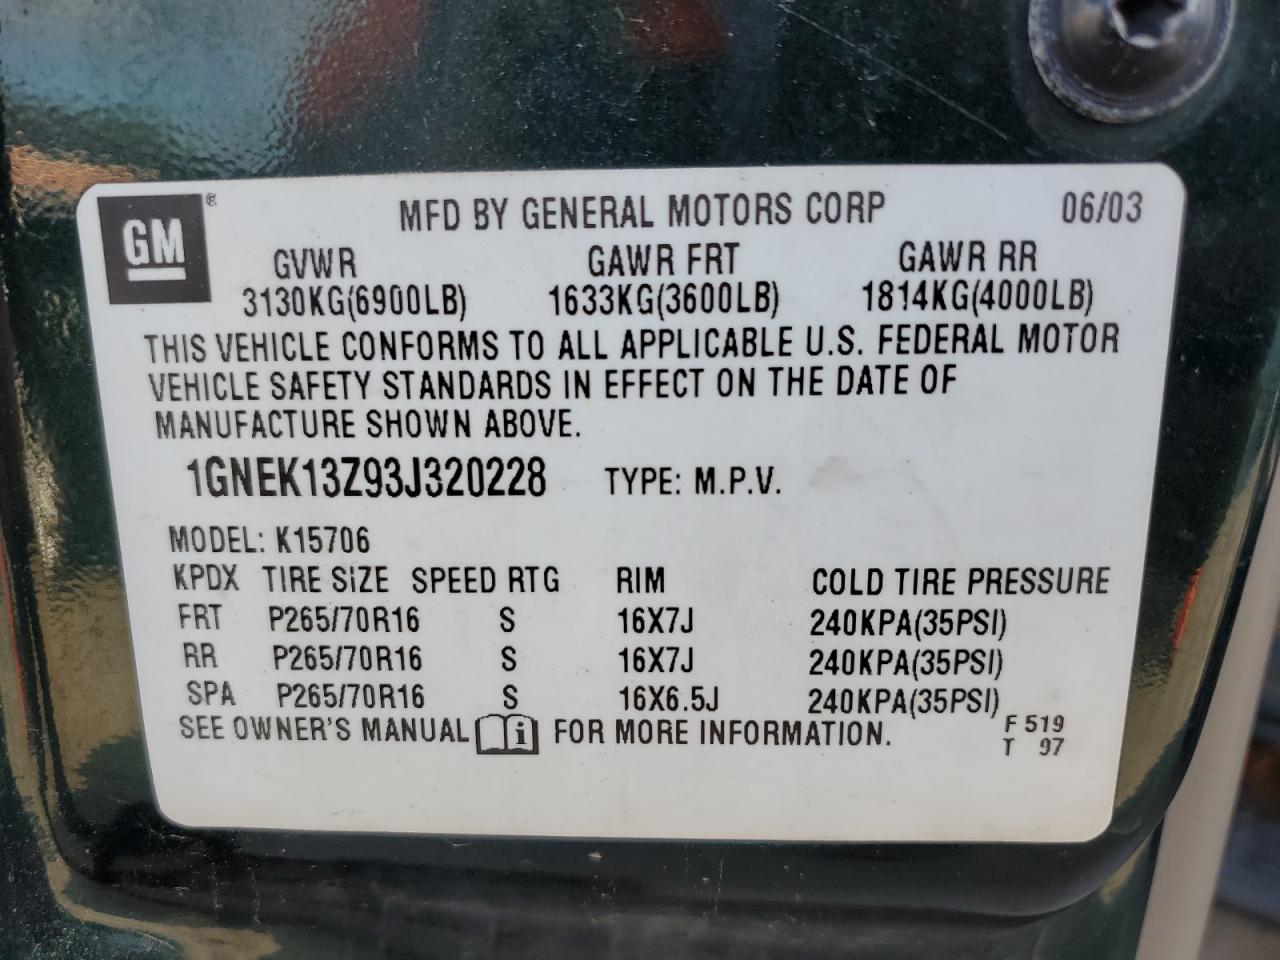 GM®
MFD BY GENERAL MOTORS CORP 06/03
GVWR GAWR FRT GAWR RR
3130KG(6900LB) 1633KG(3600LB) 1814KG(4000LB)
THIS VEHICLE CONFORMS TO ALL APPLICABLE U.S. FEDERAL MOTOR
VEHICLE SAFETY STANDARDS IN EFFECT ON THE DATE OF
MANUFACTURE SHOWN ABOVE.
1GNEK13Z93J320228 TYPE: M.P.V.
MODEL: K15706
KPDX TIRE SIZE SPEED RTG RIM COLD TIRE PRESSURE
FRT P265/70R16 S 16X7J 240KPA(35PSI)
RR P265/70R16 S 16X7J 240KPA(35PSI)
SPA P265/70R16 S 16X6.5J 240KPA(35PSI)
SEE OWNER'S MANUAL i FOR MORE INFORMATION.
F 519
T 97